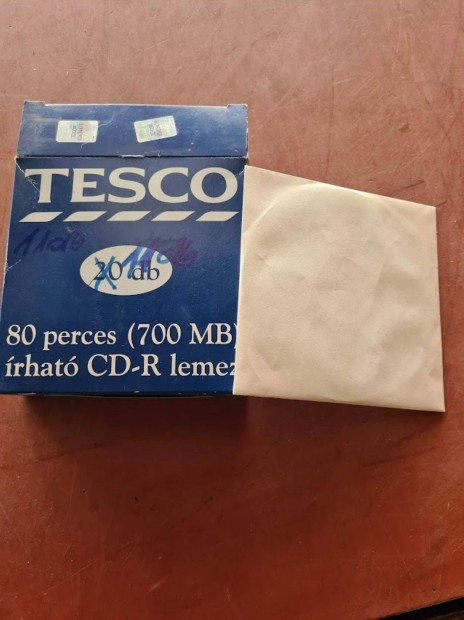 TESCO
20 db
80 perces (700 MB)
írható CD-R lemez